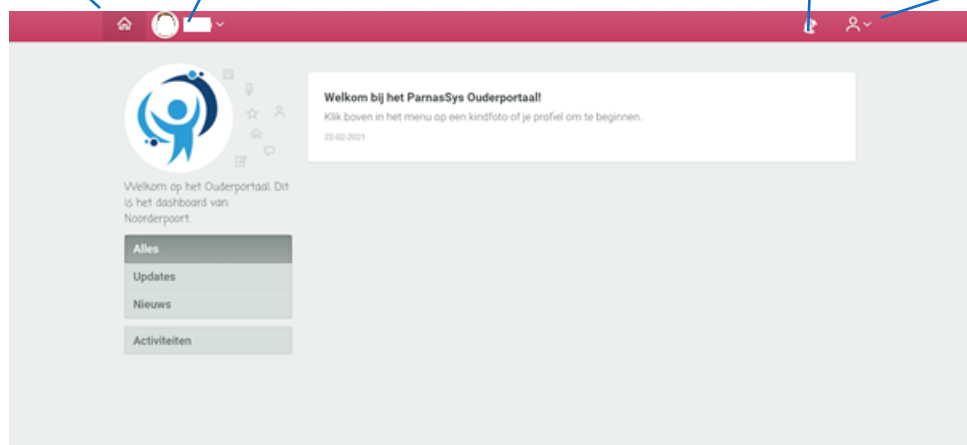 Welkom bij het ParnasSys Ouderportaal!
Klik boven in het menu op een kindfoto of je profiel om te beginnen.
22-02-2021
Welkom op het Ouderportaal. Dit
is het dashboard van
Noorderpoort.
Alles
Updates
Nieuws
Activiteiten